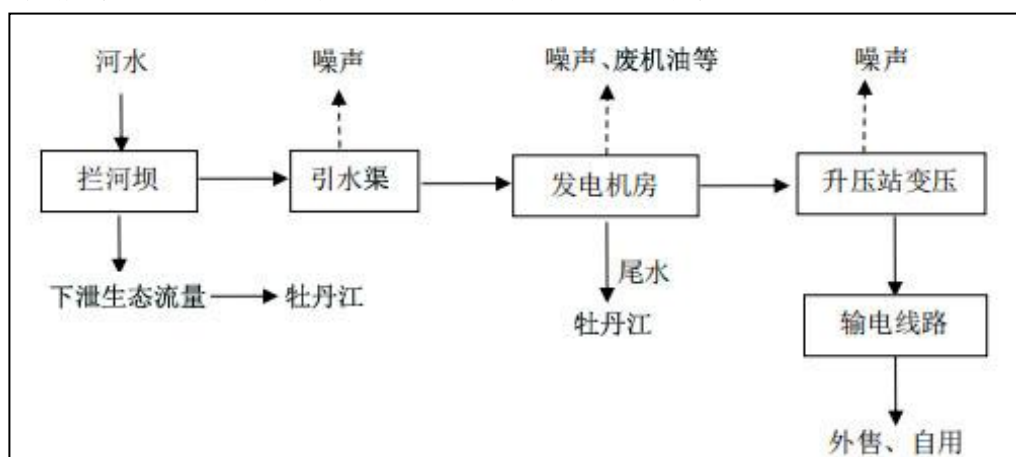 河水
噪声
噪声、废机油等
噪声
拦河坝
引水渠
发电机房
升压站变压
下泄生态流量
牡丹江
尾水
牡丹江
输电线路
外售、自用